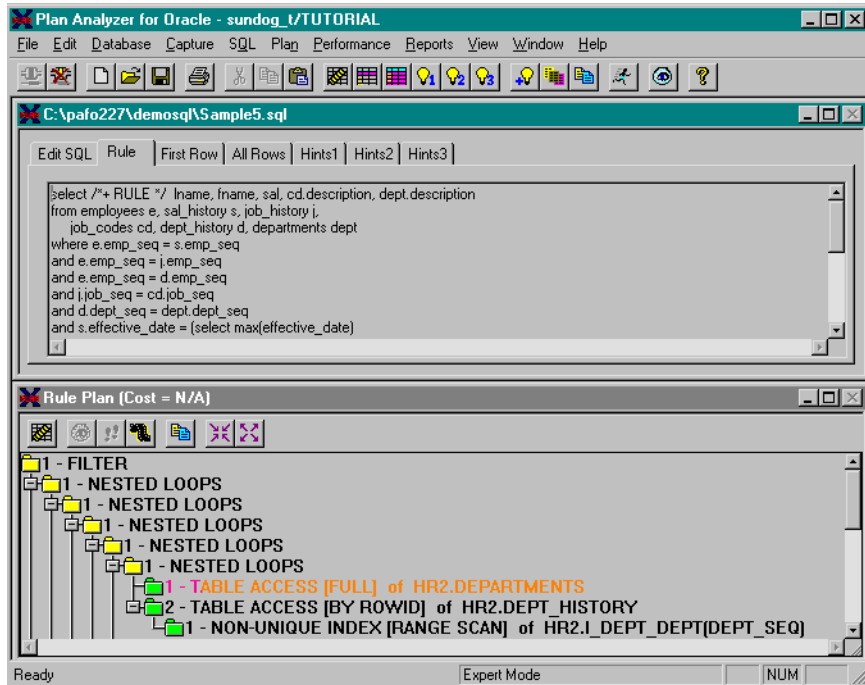 Plan Analyzer for Oracle - sundog_t/TUTORIAL
File Edit Database Capture SQL Plan Performance Reports View Window Help
C:\pafo227\demosql\Sample5.sql
Edit SQL Rule First Row All Rows Hints1 Hints2 Hints3
select /*+ RULE */ lname, fname, sal, cd.description, dept.description
from employees e, sal_history s, job_history j,
job_codes cd, dept_history d, departments dept
where e.emp_seq = s.emp_seq
and e.emp_seq = j.emp_seq
and e.emp_seq = d.emp_seq
and j.job_seq = cd.job_seq
and d.dept_seq = dept.dept_seq
and s.effective_date = (select max(effective_date)
Rule Plan (Cost = N/A)
1 - FILTER
1 - NESTED LOOPS
1 - NESTED LOOPS
1 - NESTED LOOPS
1 - NESTED LOOPS
1 - NESTED LOOPS
1 - TABLE ACCESS [FULL] of HR2.DEPARTMENTS
2 - TABLE ACCESS [BY ROWID] of HR2.DEPT_HISTORY
1 - NON-UNIQUE INDEX [RANGE SCAN] of HR2.I_DEPT_DEPT(DEPT_SEQ)
Ready Expert Mode NUM